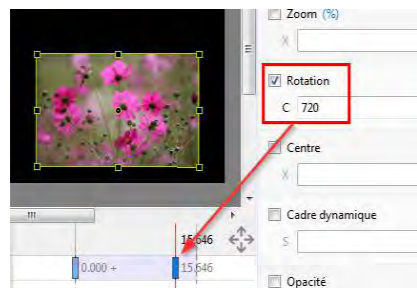 Zoom (%)
X
Rotation
C 720
Centre
X
Cadre dynamique
S
Opacité
15.646
0.000 +
15.646